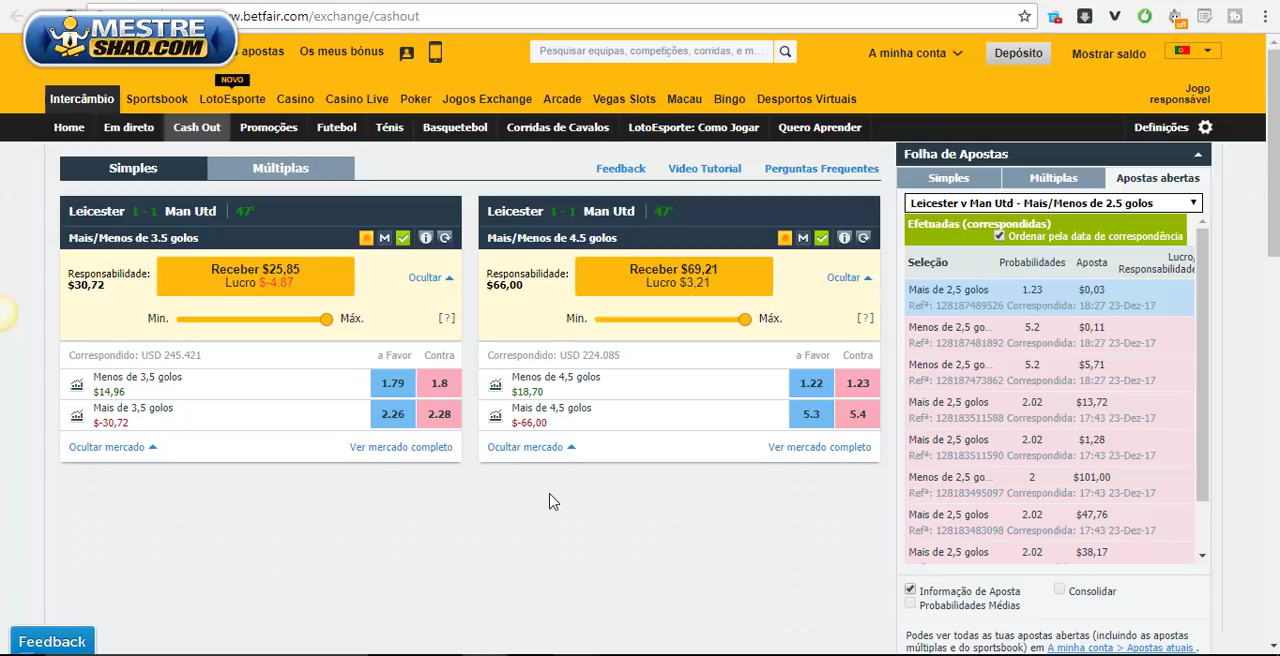 w.betfair.com/exchange/cashout
MESTRE
SHAO.COM
apostas
Os meus bónus
Pesquisar equipas, competições, corridas, e m...
A minha conta
Depósito
Mostrar saldo
NOVO
Intercâmbio Sportsbook LotoEsporte Casino Casino Live Poker Jogos Exchange Arcade Vegas Slots Macau Bingo Desportos Virtuais
Jogo
responsável
Home Em direto Cash Out Promoções Futebol Ténis Basquetebol Corridas de Cavalos LotoEsporte: Como Jogar Quero Aprender Definições
Simples Múltiplas Feedback Video Tutorial Perguntas Frequentes
Leicester 1 - 1 Man Utd 47'
Mais/Menos de 3.5 golos M
Responsabilidade:
$30,72
Receber $25,85
Lucro $-4,87
Ocultar
Min. Máx. [?]
Correspondido: USD 245.421 a Favor Contra
Menos de 3,5 golos 1.79 1.8
$14,96
Mais de 3,5 golos 2.26 2.28
$-30,72
Ocultar mercado Ver mercado completo
Leicester 1 - 1 Man Utd 47'
Mais/Menos de 4.5 golos M
Responsabilidade:
$66,00
Receber $69,21
Lucro $3,21
Ocultar
Min. Máx. [?]
Correspondido: USD 224.085 a Favor Contra
Menos de 4,5 golos 1.22 1.23
$18,70
Mais de 4,5 golos 5.3 5.4
$-66,00
Ocultar mercado Ver mercado completo
Folha de Apostas
Simples Múltiplas Apostas abertas
Leicester v Man Utd - Mais/Menos de 2.5 golos
Efetuadas (correspondidas)
Ordenar pela data de correspondência
Seleção Probabilidades Aposta Lucro,
Responsabilidade
Mais de 2,5 golos 1.23 $0,03
Refª: 128187489526 Correspondida: 18:27 23-Dez-17
Menos de 2,5 go... 5.2 $0,11
Refª: 128187481892 Correspondida: 18:27 23-Dez-17
Menos de 2,5 go... 5.2 $5,71
Refª: 128187473862 Correspondida: 18:27 23-Dez-17
Mais de 2,5 golos 2.02 $13,72
Refª: 128183511588 Correspondida: 17:43 23-Dez-17
Mais de 2,5 golos 2.02 $1,28
Refª: 128183511590 Correspondida: 17:43 23-Dez-17
Menos de 2,5 go... 2 $101,00
Refª: 128183495097 Correspondida: 17:43 23-Dez-17
Mais de 2,5 golos 2.02 $47,76
Refª: 128183483098 Correspondida: 17:43 23-Dez-17
Mais de 2,5 golos 2.02 $38,17
Informação de Aposta Consolidar
Probabilidades Médias
Podes ver todas as tuas apostas abertas (incluindo as apostas
múltiplas e do sportsbook) em A minha conta > Apostas atuais .
Feedback